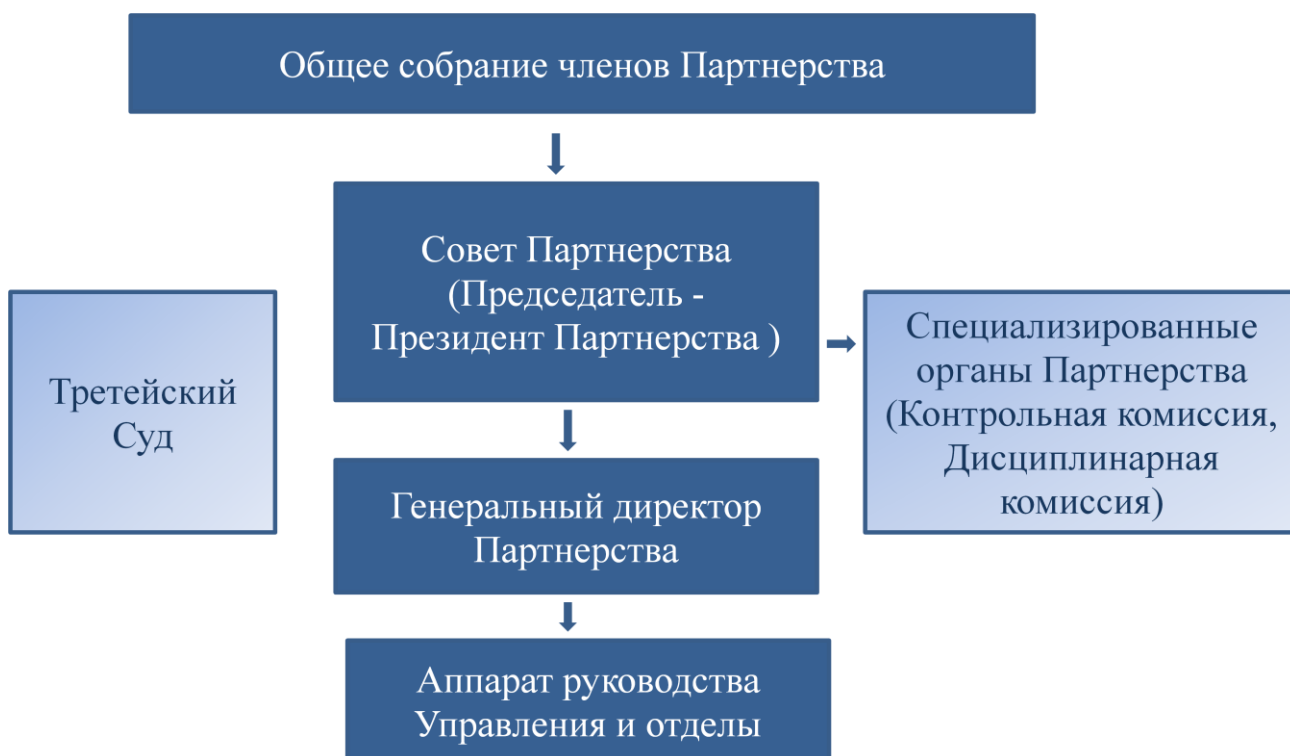 Общее собрание членов Партнерства
Совет Партнерства
(Председатель -
Президент Партнерства )
Третейский
Суд
Специализированные
органы Партнерства
(Контрольная комиссия,
Дисциплинарная
комиссия)
Генеральный директор
Партнерства
Аппарат руководства
Управления и отделы